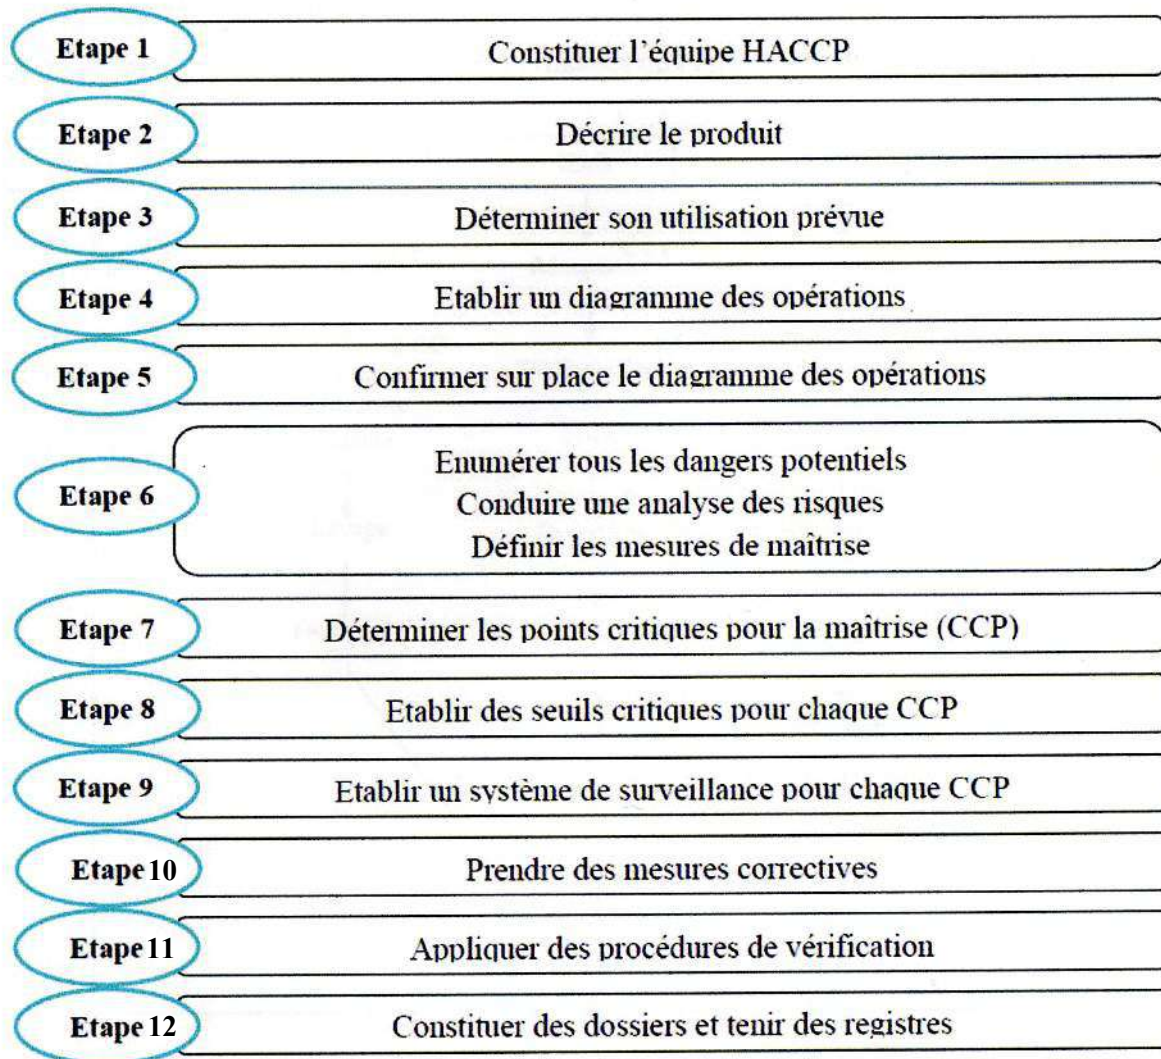 Etape 1
Constituer l’équipe HACCP
Etape 2
Décrire le produit
Etape 3
Déterminer son utilisation prévue
Etape 4
Etablir un diagramme des opérations
Etape 5
Confirmer sur place le diagramme des opérations
Etape 6
Enumérer tous les dangers potentiels
Conduire une analyse des risques
Définir les mesures de maîtrise
Etape 7
Déterminer les points critiques pour la maîtrise (CCP)
Etape 8
Etablir des seuils critiques pour chaque CCP
Etape 9
Etablir un système de surveillance pour chaque CCP
Etape 10
Prendre des mesures correctives
Etape 11
Appliquer des procédures de vérification
Etape 12
Constituer des dossiers et tenir des registres